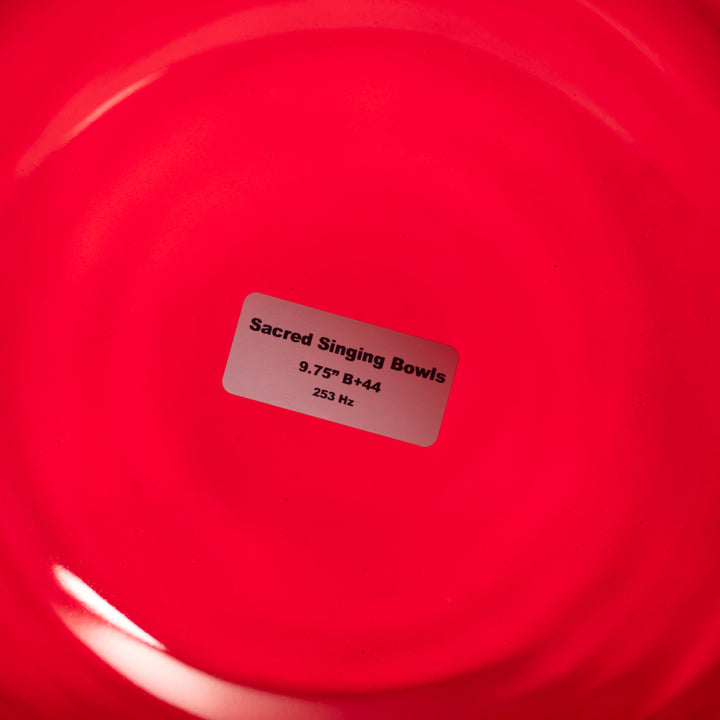 Sacred Singing Bowls
9.75” B+44
253 Hz